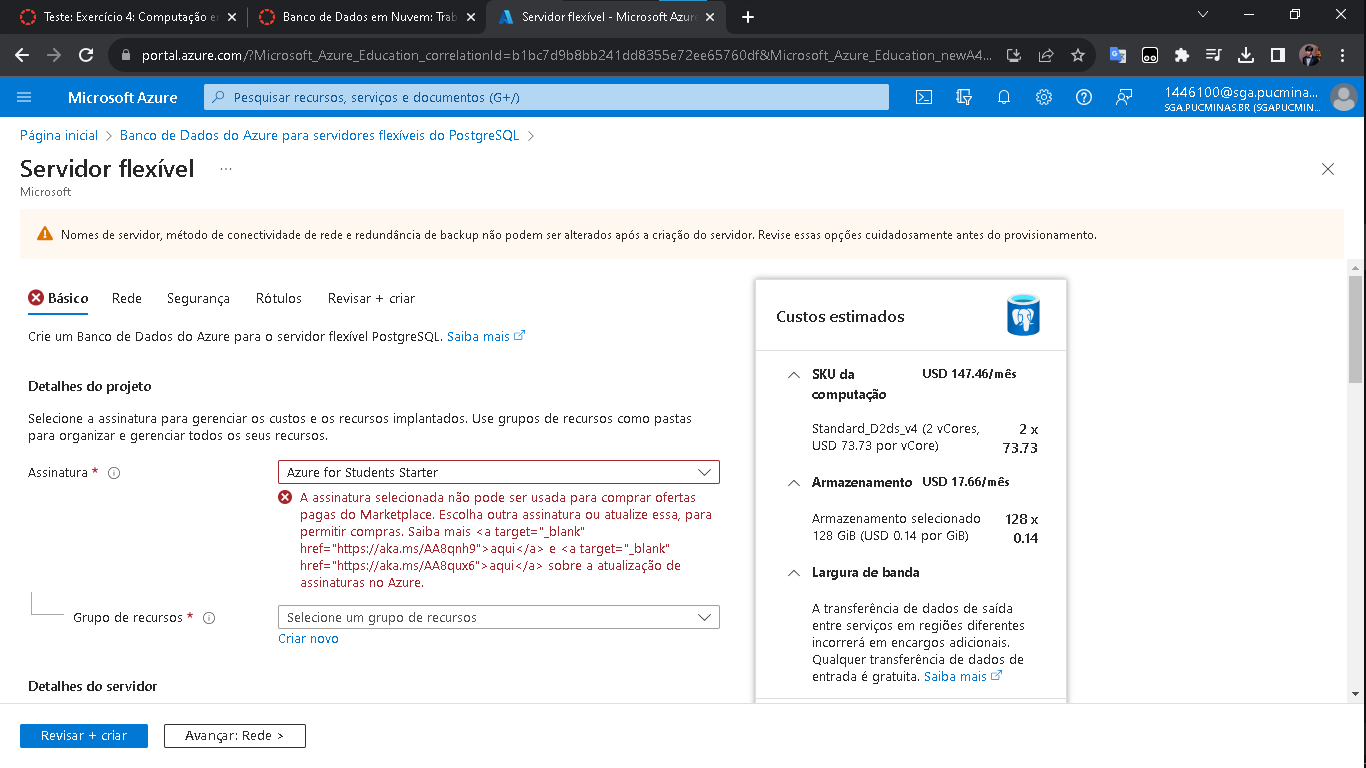 Teste: Exercício 4: Computação e
Banco de Dados em Nuvem: Trab
Servidor flexível - Microsoft Azure
portal.azure.com/?Microsoft_Azure_Education_correlationId=b1bc7d9b8bb241dd8355e72ee65760df&Microsoft_Azure_Education_newA4...
Microsoft Azure
Pesquisar recursos, serviços e documentos (G+/)
1446100@sga.pucmina...
SGA.PUCMINAS.BR (SGAPUCMIN...
Página inicial > Banco de Dados do Azure para servidores flexíveis do PostgreSQL >
Servidor flexível ...
Microsoft
Nomes de servidor, método de conectividade de rede e redundância de backup não podem ser alterados após a criação do servidor. Revise essas opções cuidadosamente antes do provisionamento.
Básico Rede Segurança Rótulos Revisar + criar
Crie um Banco de Dados do Azure para o servidor flexível PostgreSQL. Saiba mais
Detalhes do projeto
Selecione a assinatura para gerenciar os custos e os recursos implantados. Use grupos de recursos como pastas
para organizar e gerenciar todos os seus recursos.
Assinatura *
Azure for Students Starter
A assinatura selecionada não pode ser usada para comprar ofertas
pagas do Marketplace. Escolha outra assinatura ou atualize essa, para
permitir compras. Saiba mais <a target="_blank"
href="https://aka.ms/AA8qnh9">aqui</a> e <a target="_blank"
href="https://aka.ms/AA8qux6">aqui</a> sobre a atualização de
assinaturas no Azure.
Grupo de recursos *
Selecione um grupo de recursos
Criar novo
Detalhes do servidor
Custos estimados
SKU da USD 147.46/mês
computação
Standard_D2ds_v4 (2 vCores, 2 x
USD 73.73 por vCore) 73.73
Armazenamento USD 17.66/mês
Armazenamento selecionado 128 x
128 GiB (USD 0.14 por GiB) 0.14
Largura de banda
A transferência de dados de saída
entre serviços em regiões diferentes
incorrerá em encargos adicionais.
Qualquer transferência de dados de
entrada é gratuita. Saiba mais
Revisar + criar
Avançar: Rede >